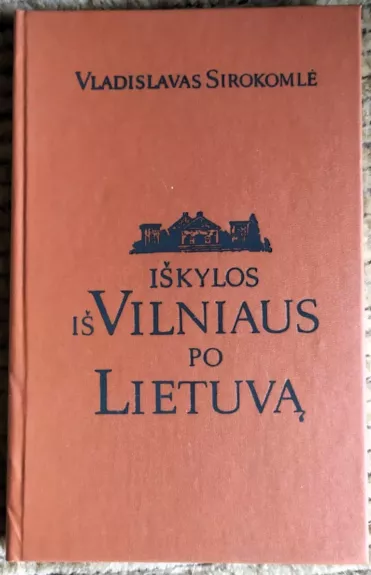 VLADISLAVAS SIROKOMLĖ
IŠKYLOS
IŠ VILNIAUS
PO
LIETUVĄ